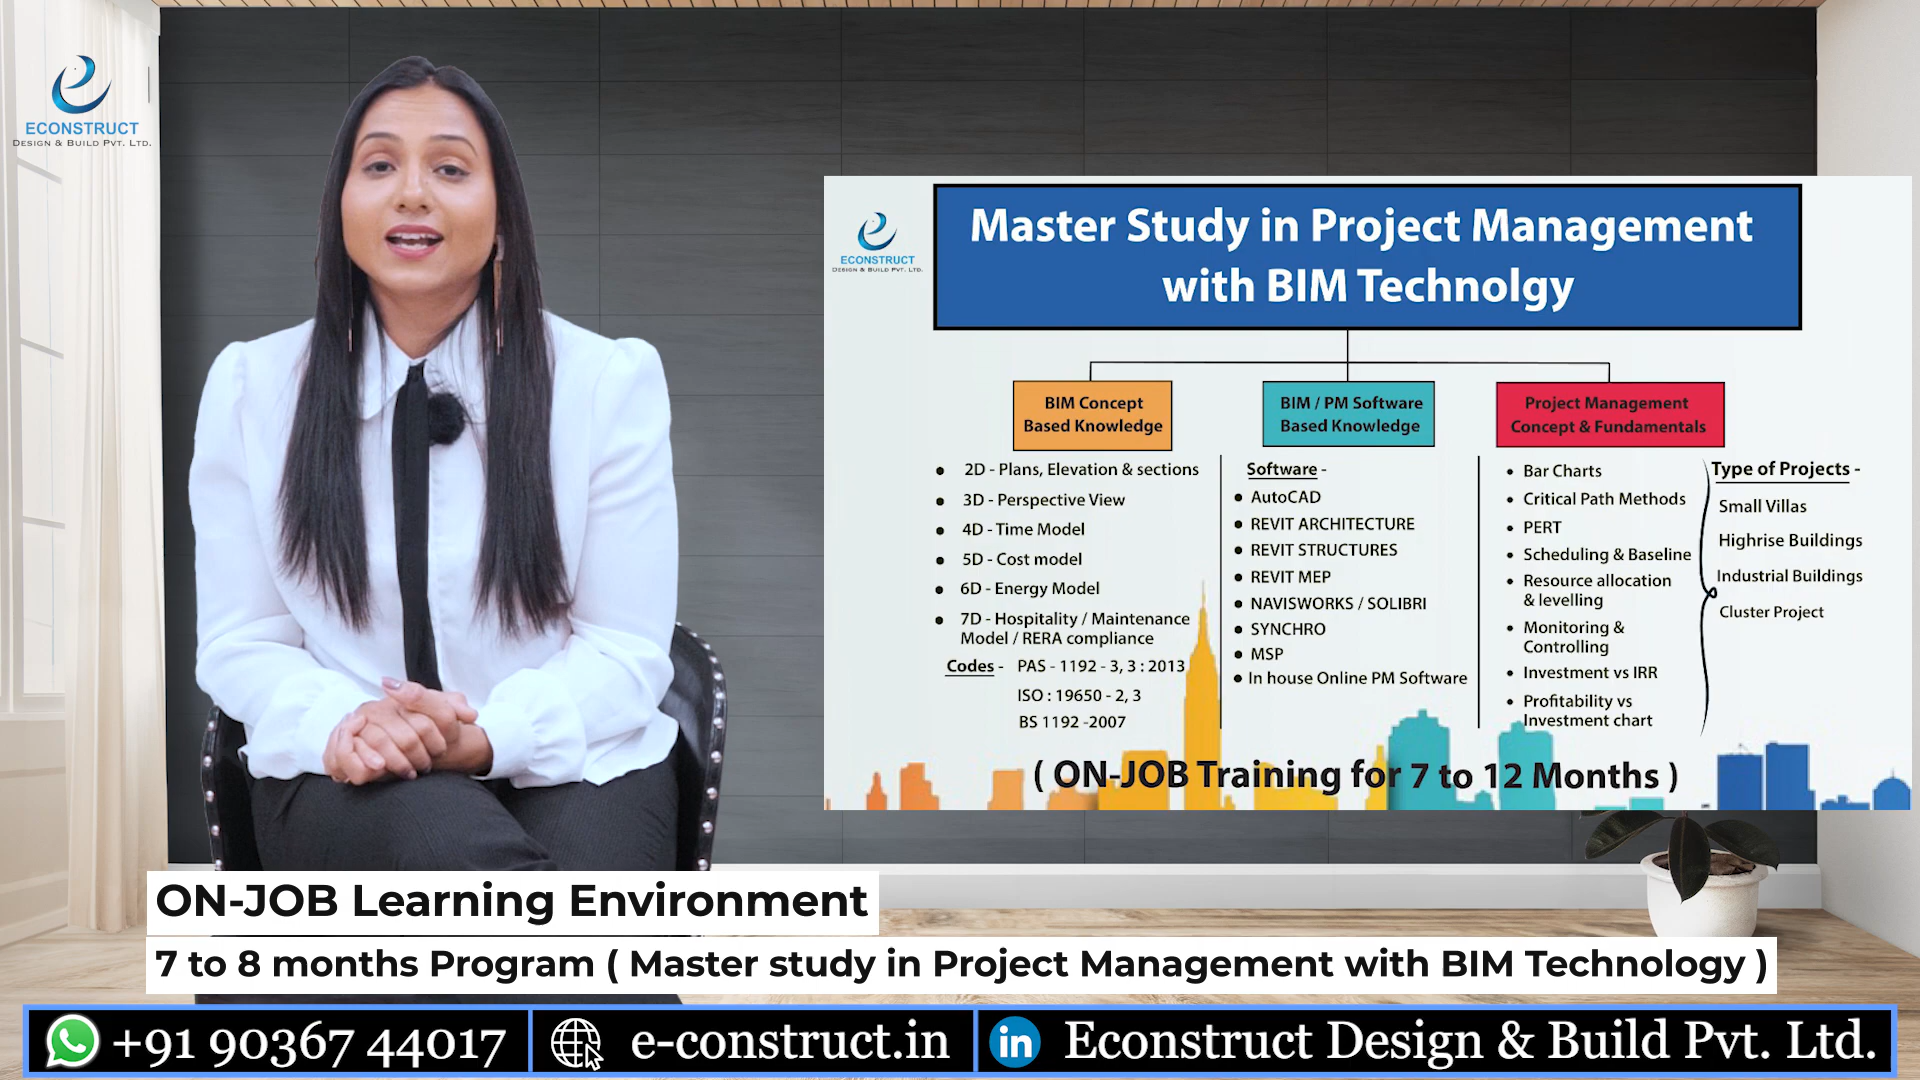 ECONSTRUCT
DESIGN & BUILD PVT. LTD.
ECONSTRUCT
DESIGN & BUILD PVT. LTD.
Master Study in Project Management
with BIM Technolgy
BIM Concept
Based Knowledge
2D - Plans, Elevation & sections
3D - Perspective View
4D - Time Model
5D - Cost model
6D - Energy Model
7D - Hospitality / Maintenance
Model / RERA compliance
Codes - PAS - 1192 - 3, 3 : 2013
ISO : 19650 - 2, 3
BS 1192 -2007
BIM / PM Software
Based Knowledge
Software -
AutoCAD
REVIT ARCHITECTURE
REVIT STRUCTURES
REVIT MEP
NAVISWORKS / SOLIBRI
SYNCHRO
MSP
In house Online PM Software
Project Management
Concept & Fundamentals
Bar Charts
Critical Path Methods
PERT
Scheduling & Baseline
Resource allocation
& levelling
Monitoring &
Controlling
Investment vs IRR
Profitability vs
Investment chart
Type of Projects -
Small Villas
Highrise Buildings
Industrial Buildings
Cluster Project
( ON-JOB Training for 7 to 12 Months )
ON-JOB Learning Environment
7 to 8 months Program ( Master study in Project Management with BIM Technology )
+91 90367 44017
e-construct.in
in
Econstruct Design & Build Pvt. Ltd.